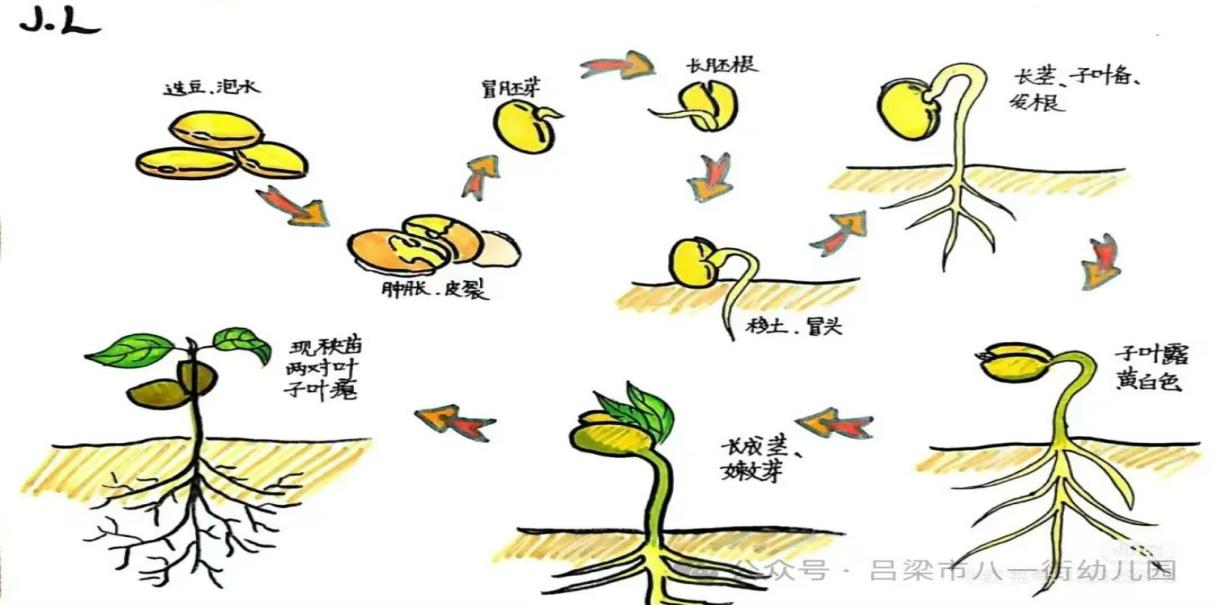 J.L
选豆、泡水
冒胚芽
长胚根
长茎、子叶备、
发根
肿胀、皮裂
移土、冒头
现秧苗
两对叶
子叶瘪
子叶露
黄白色
长成茎、
嫩芽
公众号·吕梁市八一街幼儿园